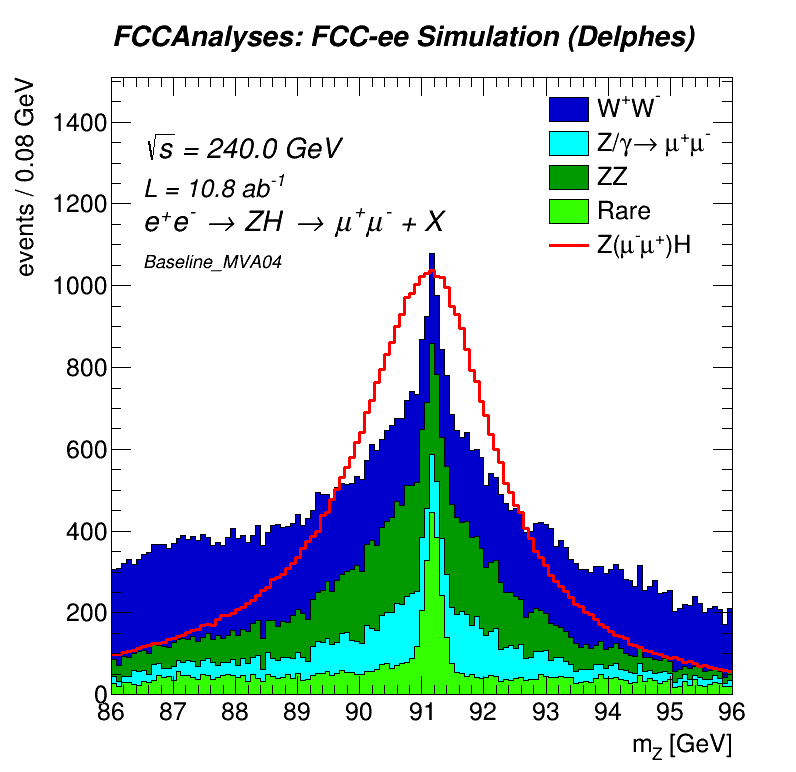 FCCAnalyses: FCC-ee Simulation (Delphes)
events / 0.08 GeV
√s = 240.0 GeV
L = 10.8 ab⁻¹
e⁺e⁻ → ZH → μ⁺μ⁻ + X
Baseline_MVA04
W⁺W⁻
Z/γ→ μ⁺μ⁻
ZZ
Rare
Z(μ⁻μ⁺)H
1400
1200
1000
800
600
400
200
0
86 87 88 89 90 91 92 93 94 95 96
m_Z [GeV]